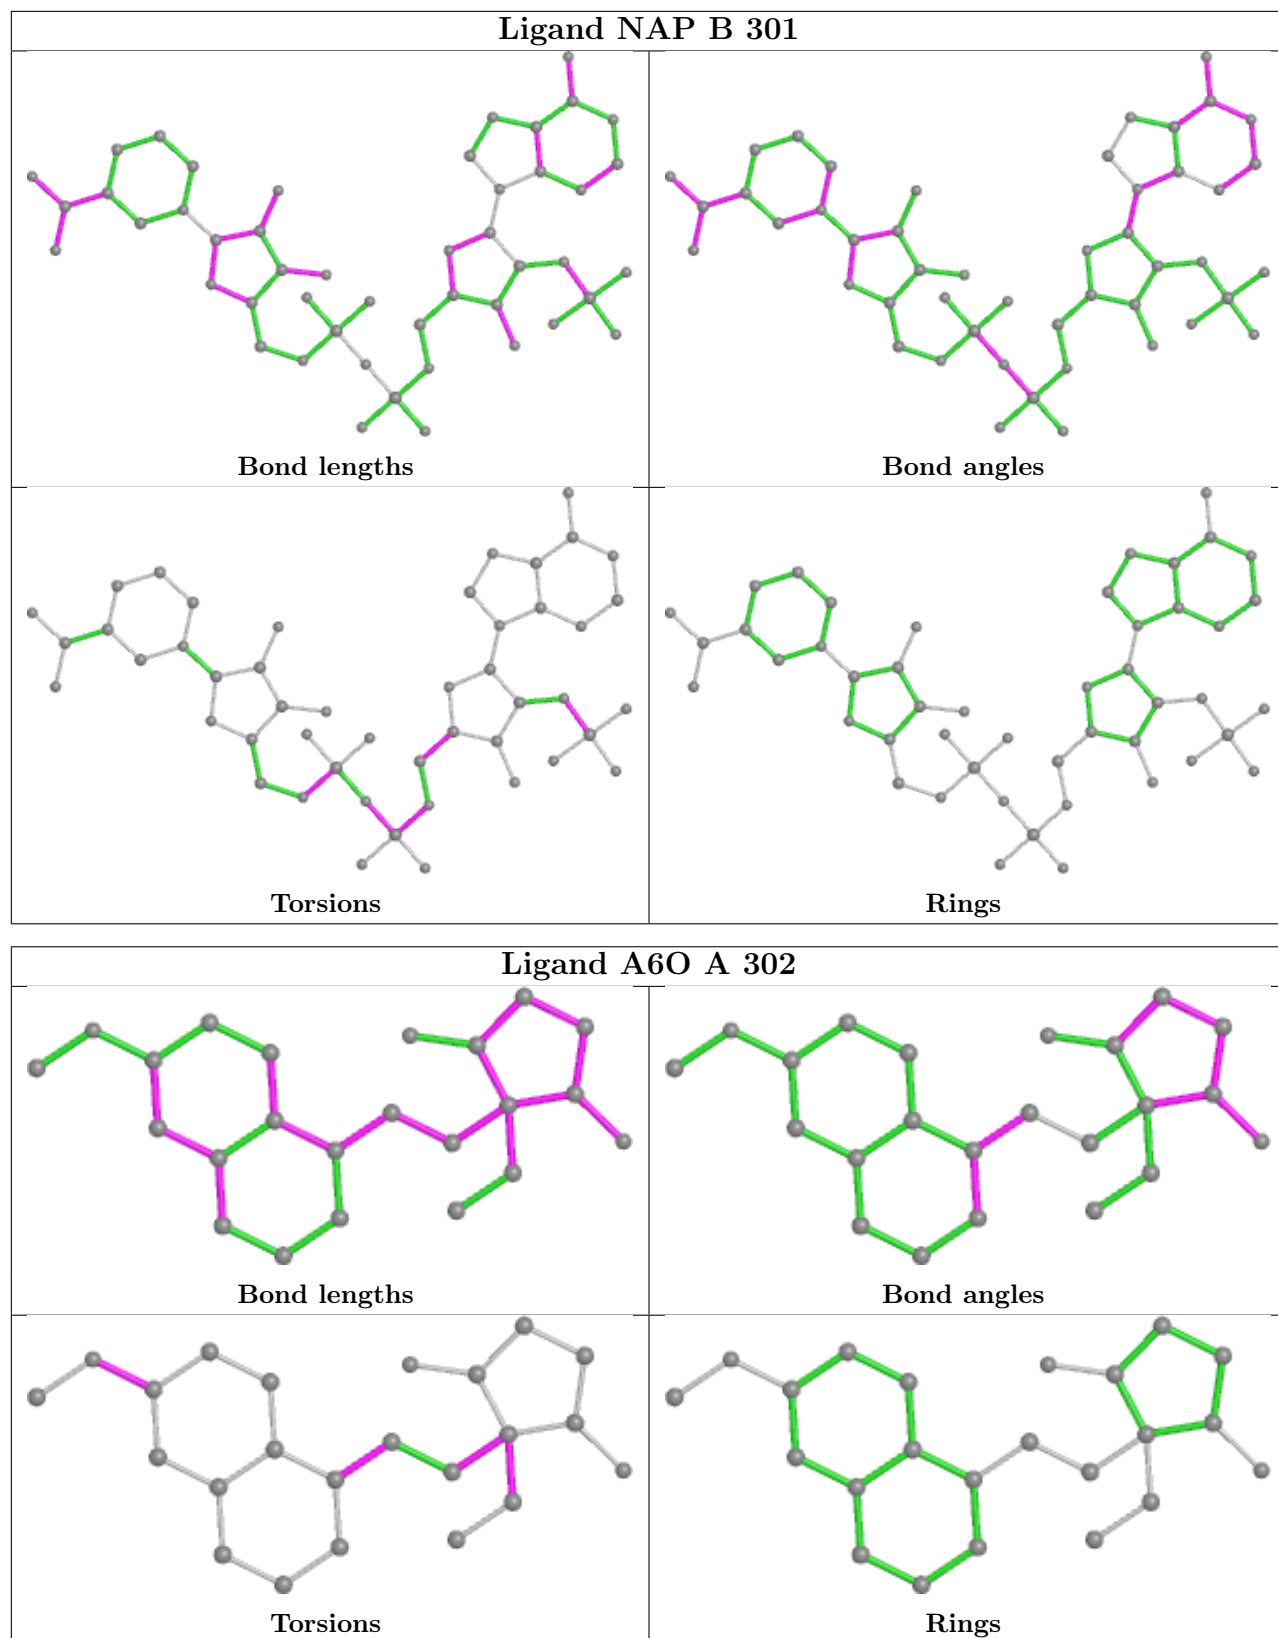 Ligand NAP B 301
Bond lengths
Bond angles
Torsions
Rings
Ligand A6O A 302
Bond lengths
Bond angles
Torsions
Rings